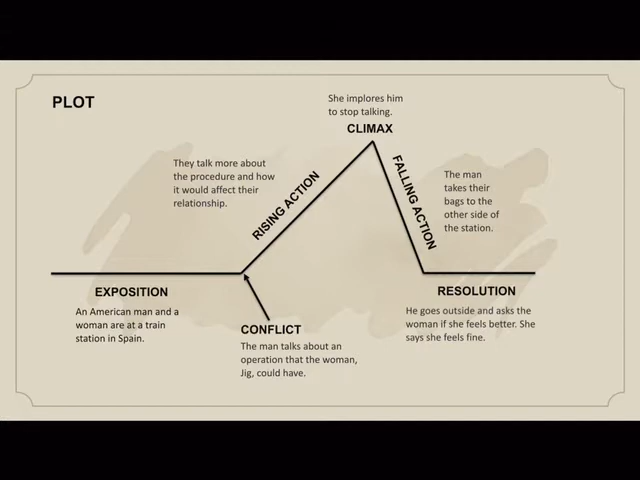 PLOT
She implores him
to stop talking.
CLIMAX
They talk more about
the procedure and how
it would affect their
relationship.
RISING ACTION
FALLING ACTION
The man
takes their
bags to the
other side of
the station.
EXPOSITION
An American man and a
woman are at a train
station in Spain.
CONFLICT
The man talks about an
operation that the woman,
Jig, could have.
RESOLUTION
He goes outside and asks the
woman if she feels better. She
says she feels fine.